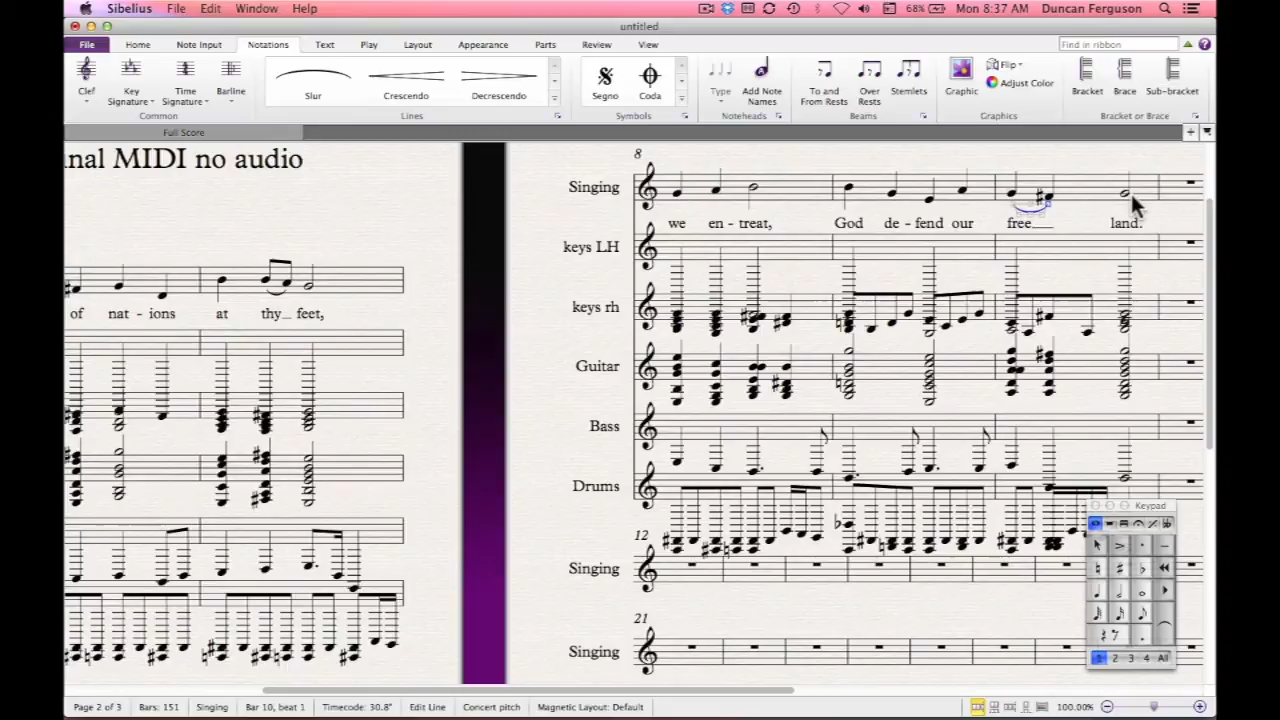 Sibelius File Edit Window Help 68% Mon 8:37 AM Duncan Ferguson
untitled
File Home Note Input Notations Text Play Layout Appearance Parts Review View Find in ribbon
Clef Key Signature Time Signature Barline Slur Crescendo Decrescendo Segno Coda Type Add Note Names To and From Rests Over Rests Stemlets Graphic Flip Adjust Color Bracket Brace Sub-bracket
Common Lines Symbols Noteheads Beams Graphics Bracket or Brace
Full Score
nal MIDI no audio
of nat - ions at thy feet,
8
Singing
we en - treat, God de - fend our free land.
keys LH
keys rh
Guitar
Bass
Drums
Keypad
12
Singing
21
Singing
1 2 3 4 All
Page 2 of 3 Bars: 151 Singing Bar 10, beat 1 Timecode: 30.8" Edit Line Concert pitch Magnetic Layout: Default 100.00%